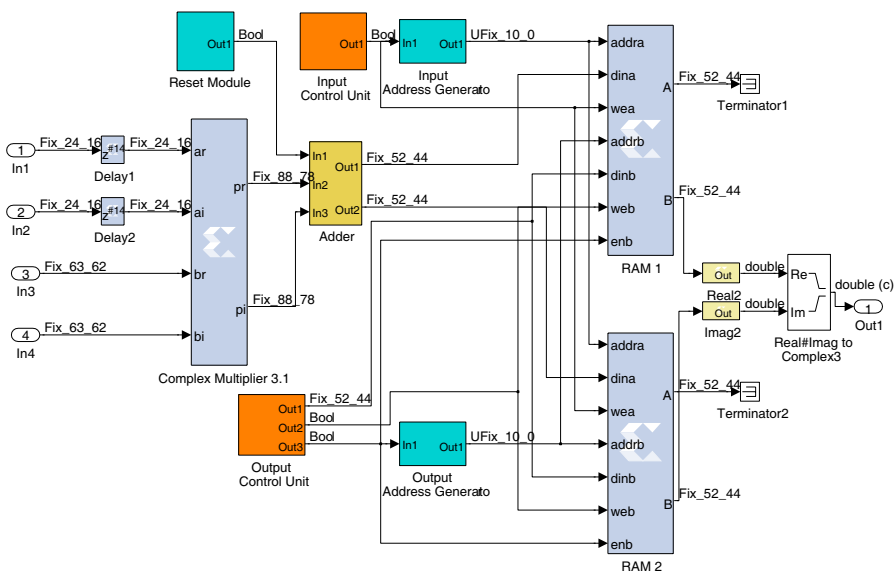 Out1
Bool
Reset Module
Out1
Bool
Input
Control Unit
In1
Out1
UFix_10_0
Input
Address Generato
addra
dina
wea
addrb
dinb
web
enb
A
B
Fix_52_44
Terminator1
Fix_52_44
RAM 1
1
In1
Fix_24_16
z
#14
Fix_24_16
Delay1
2
In2
Fix_24_16
z
#14
Fix_24_16
Delay2
3
In3
Fix_63_62
4
In4
Fix_63_62
ar
ai
br
bi
pr
pi
Complex Multiplier 3.1
Fix_88_78
Fix_88_78
In1
In2
In3
Out1
Out2
Adder
Fix_52_44
Fix_52_44
Out
Real2
double
Out
Imag2
double
Re
Im
Real#Imag to
Complex3
double (c)
1
Out1
Out1
Out2
Out3
Fix_52_44
Bool
Bool
Output
Control Unit
In1
Out1
UFix_10_0
Output
Address Generato
addra
dina
wea
addrb
dinb
web
enb
A
B
Fix_52_44
Terminator2
Fix_52_44
RAM 2